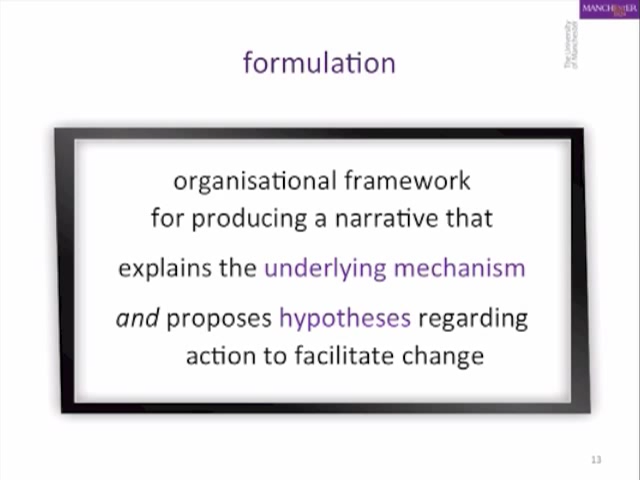 MANCHESTER
1824
The University
of Manchester
formulation
organisational framework
for producing a narrative that
explains the underlying mechanism
and proposes hypotheses regarding
action to facilitate change
13